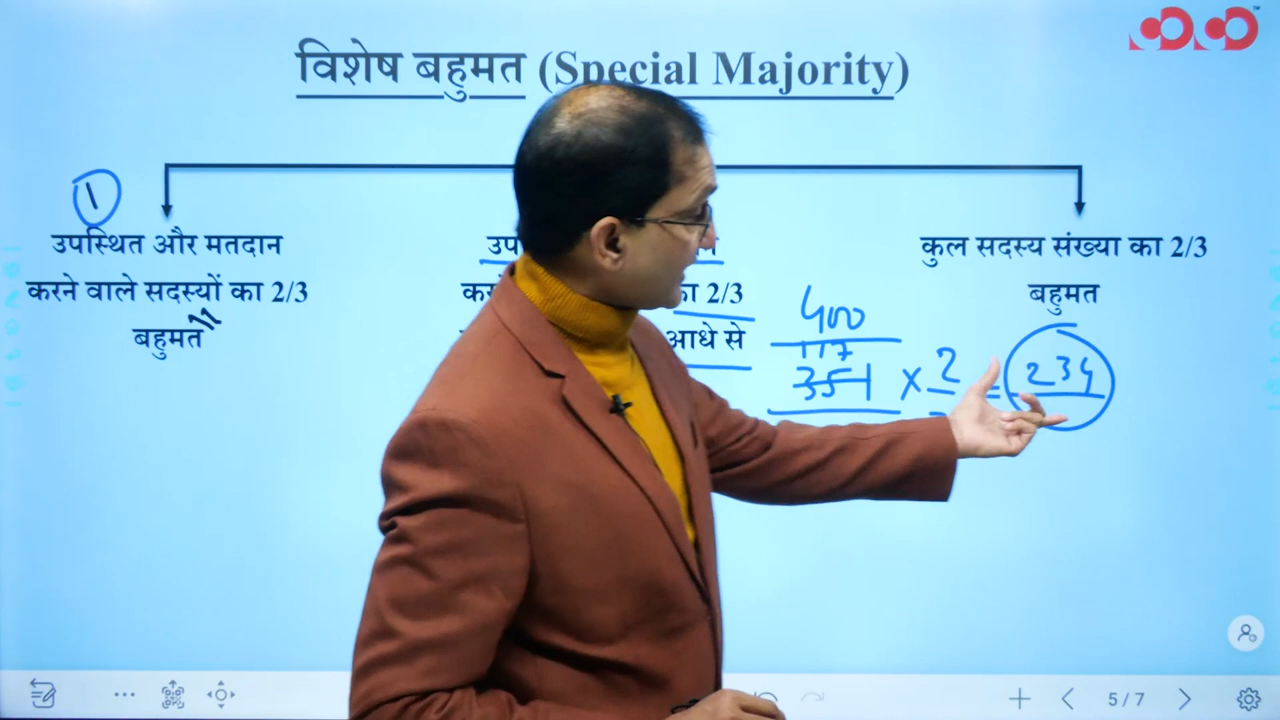 विशेष बहुमत (Special Majority)
1
उपस्थित और मतदान
करने वाले सदस्यों का 2/3
बहुमत
का 2/3
आधे से
400
117
351 × 2 = 234
कुल सदस्य संख्या का 2/3
बहुमत
5 / 7